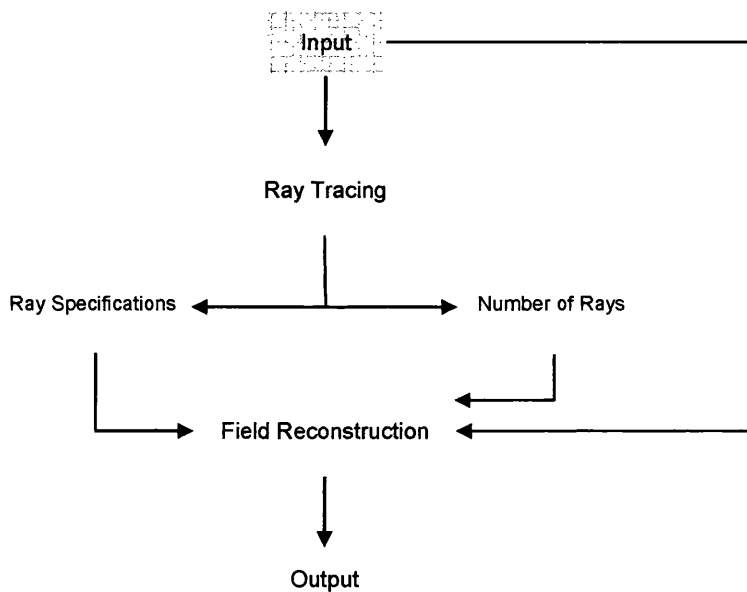 Input
Ray Tracing
Ray Specifications
Number of Rays
Field Reconstruction
Output